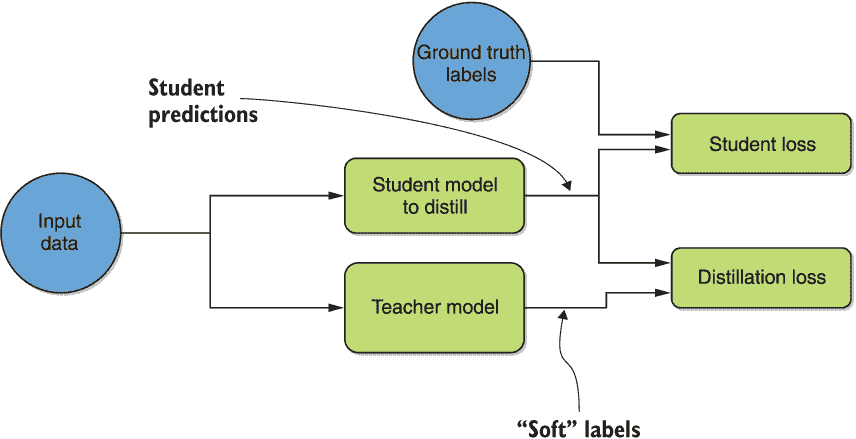 Ground truth
labels
Student
predictions
Student loss
Student model
to distill
Input
data
Distillation loss
Teacher model
“Soft” labels